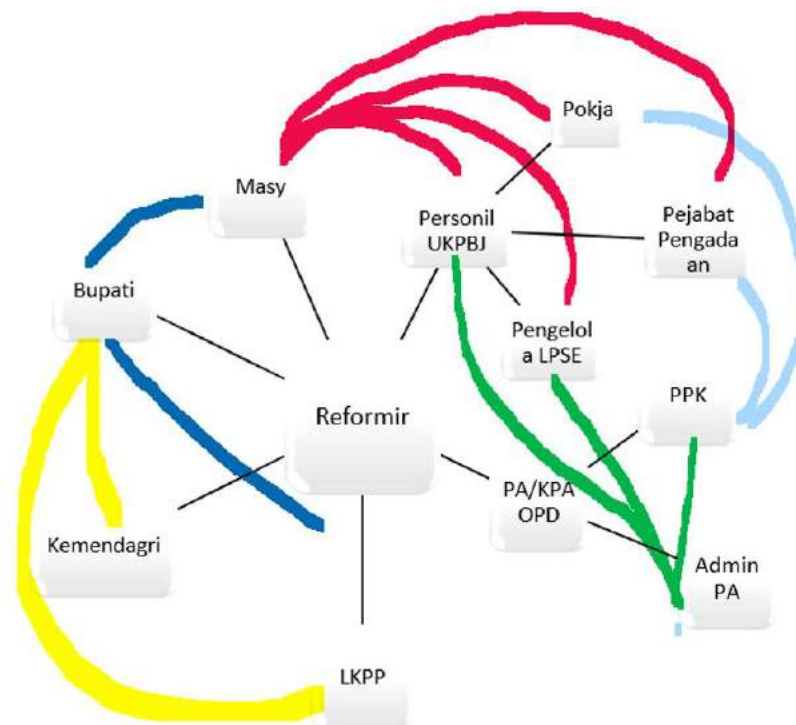 Pokja
Masy
Personil
UKPBJ
Pejabat
Pengada
an
Bupati
Pengelol
a LPSE
PPK
Reformir
PA/KPA
OPD
Kemendagri
Admin
PA
LKPP